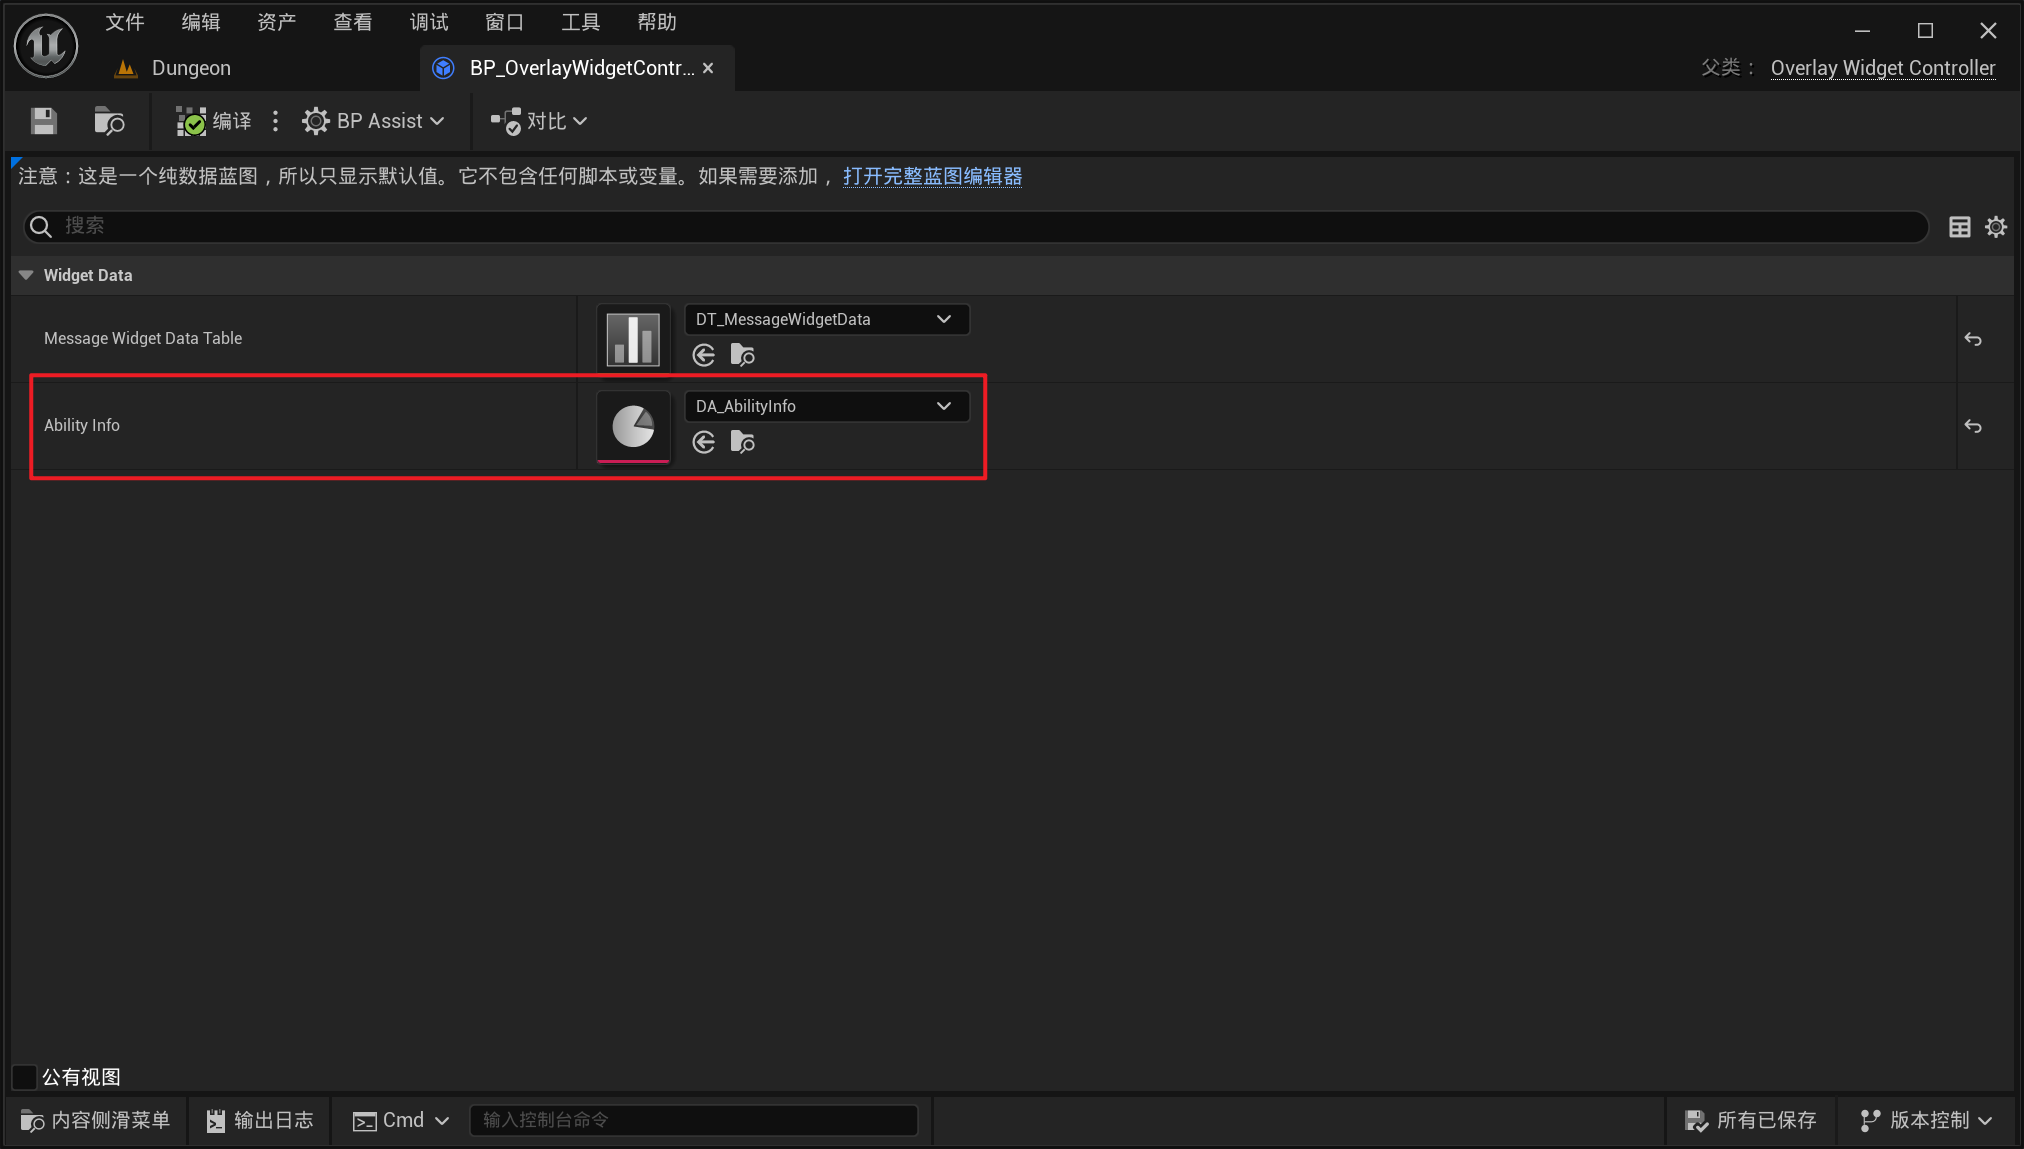 文件 编辑 资产 查看 调试 窗口 工具 帮助
Dungeon BP_OverlayWidgetContr... 父类： Overlay Widget Controller
编译 BP Assist 对比
注意：这是一个纯数据蓝图，所以只显示默认值。它不包含任何脚本或变量。如果需要添加，打开完整蓝图编辑器
搜索
Widget Data
DT_MessageWidgetData
Message Widget Data Table
DA_AbilityInfo
Ability Info
公有视图
内容侧滑菜单 输出日志 Cmd 输入控制台命令 所有已保存 版本控制